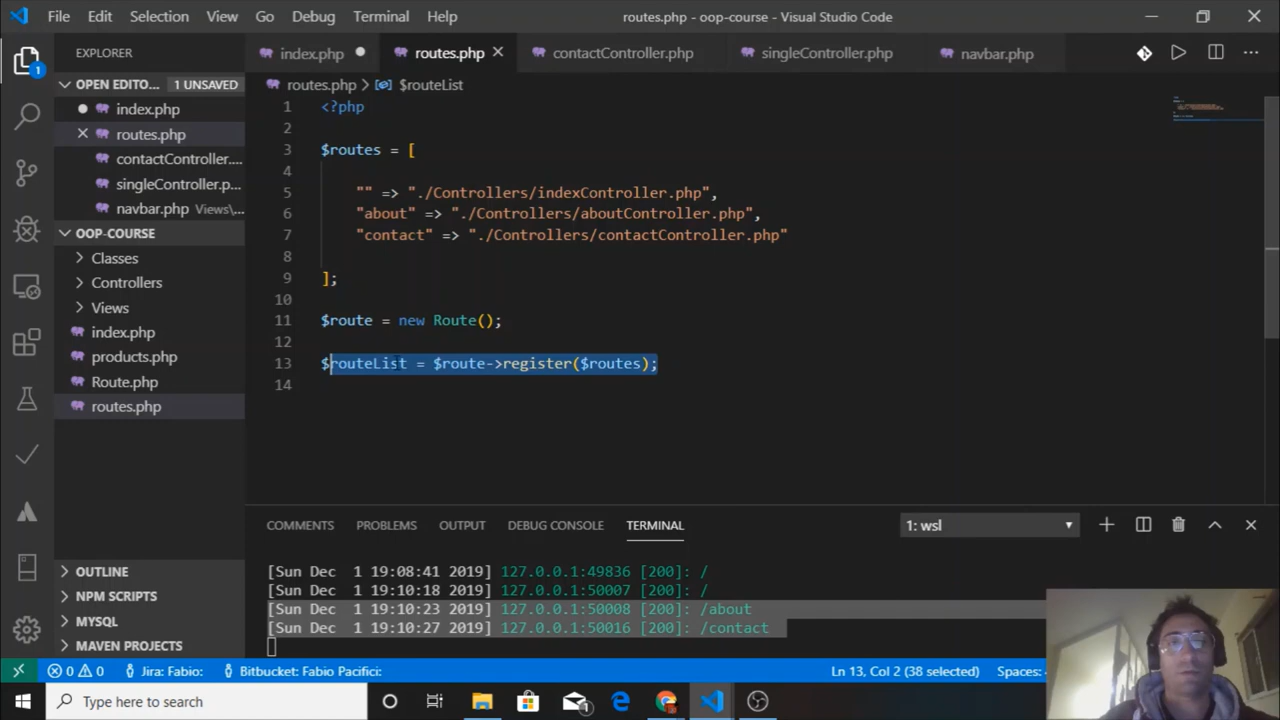 File Edit Selection View Go Debug Terminal Help routes.php - oop-course - Visual Studio Code
EXPLORER
index.php routes.php contactController.php singleController.php navbar.php
OPEN EDITO... 1 UNSAVED
index.php
routes.php
contactController....
singleController.p...
navbar.php Views\...
OOP-COURSE
Classes
Controllers
Views
index.php
products.php
Route.php
routes.php
OUTLINE
NPM SCRIPTS
MYSQL
MAVEN PROJECTS
routes.php > $routeList
1 <?php
2
3 $routes = [
4
5 "" => "./Controllers/indexController.php",
6 "about" => "./Controllers/aboutController.php",
7 "contact" => "./Controllers/contactController.php"
8
9 ];
10
11 $route = new Route();
12
13 $routeList = $route->register($routes);
14
COMMENTS PROBLEMS OUTPUT DEBUG CONSOLE TERMINAL 1: wsl
[Sun Dec 1 19:08:41 2019] 127.0.0.1:49836 [200]: /
[Sun Dec 1 19:10:18 2019] 127.0.0.1:50007 [200]: /
[Sun Dec 1 19:10:23 2019] 127.0.0.1:50008 [200]: /about
[Sun Dec 1 19:10:27 2019] 127.0.0.1:50016 [200]: /contact
0 0 Jira: Fabio: Bitbucket: Fabio Pacifici: Ln 13, Col 2 (38 selected) Spaces:
Type here to search